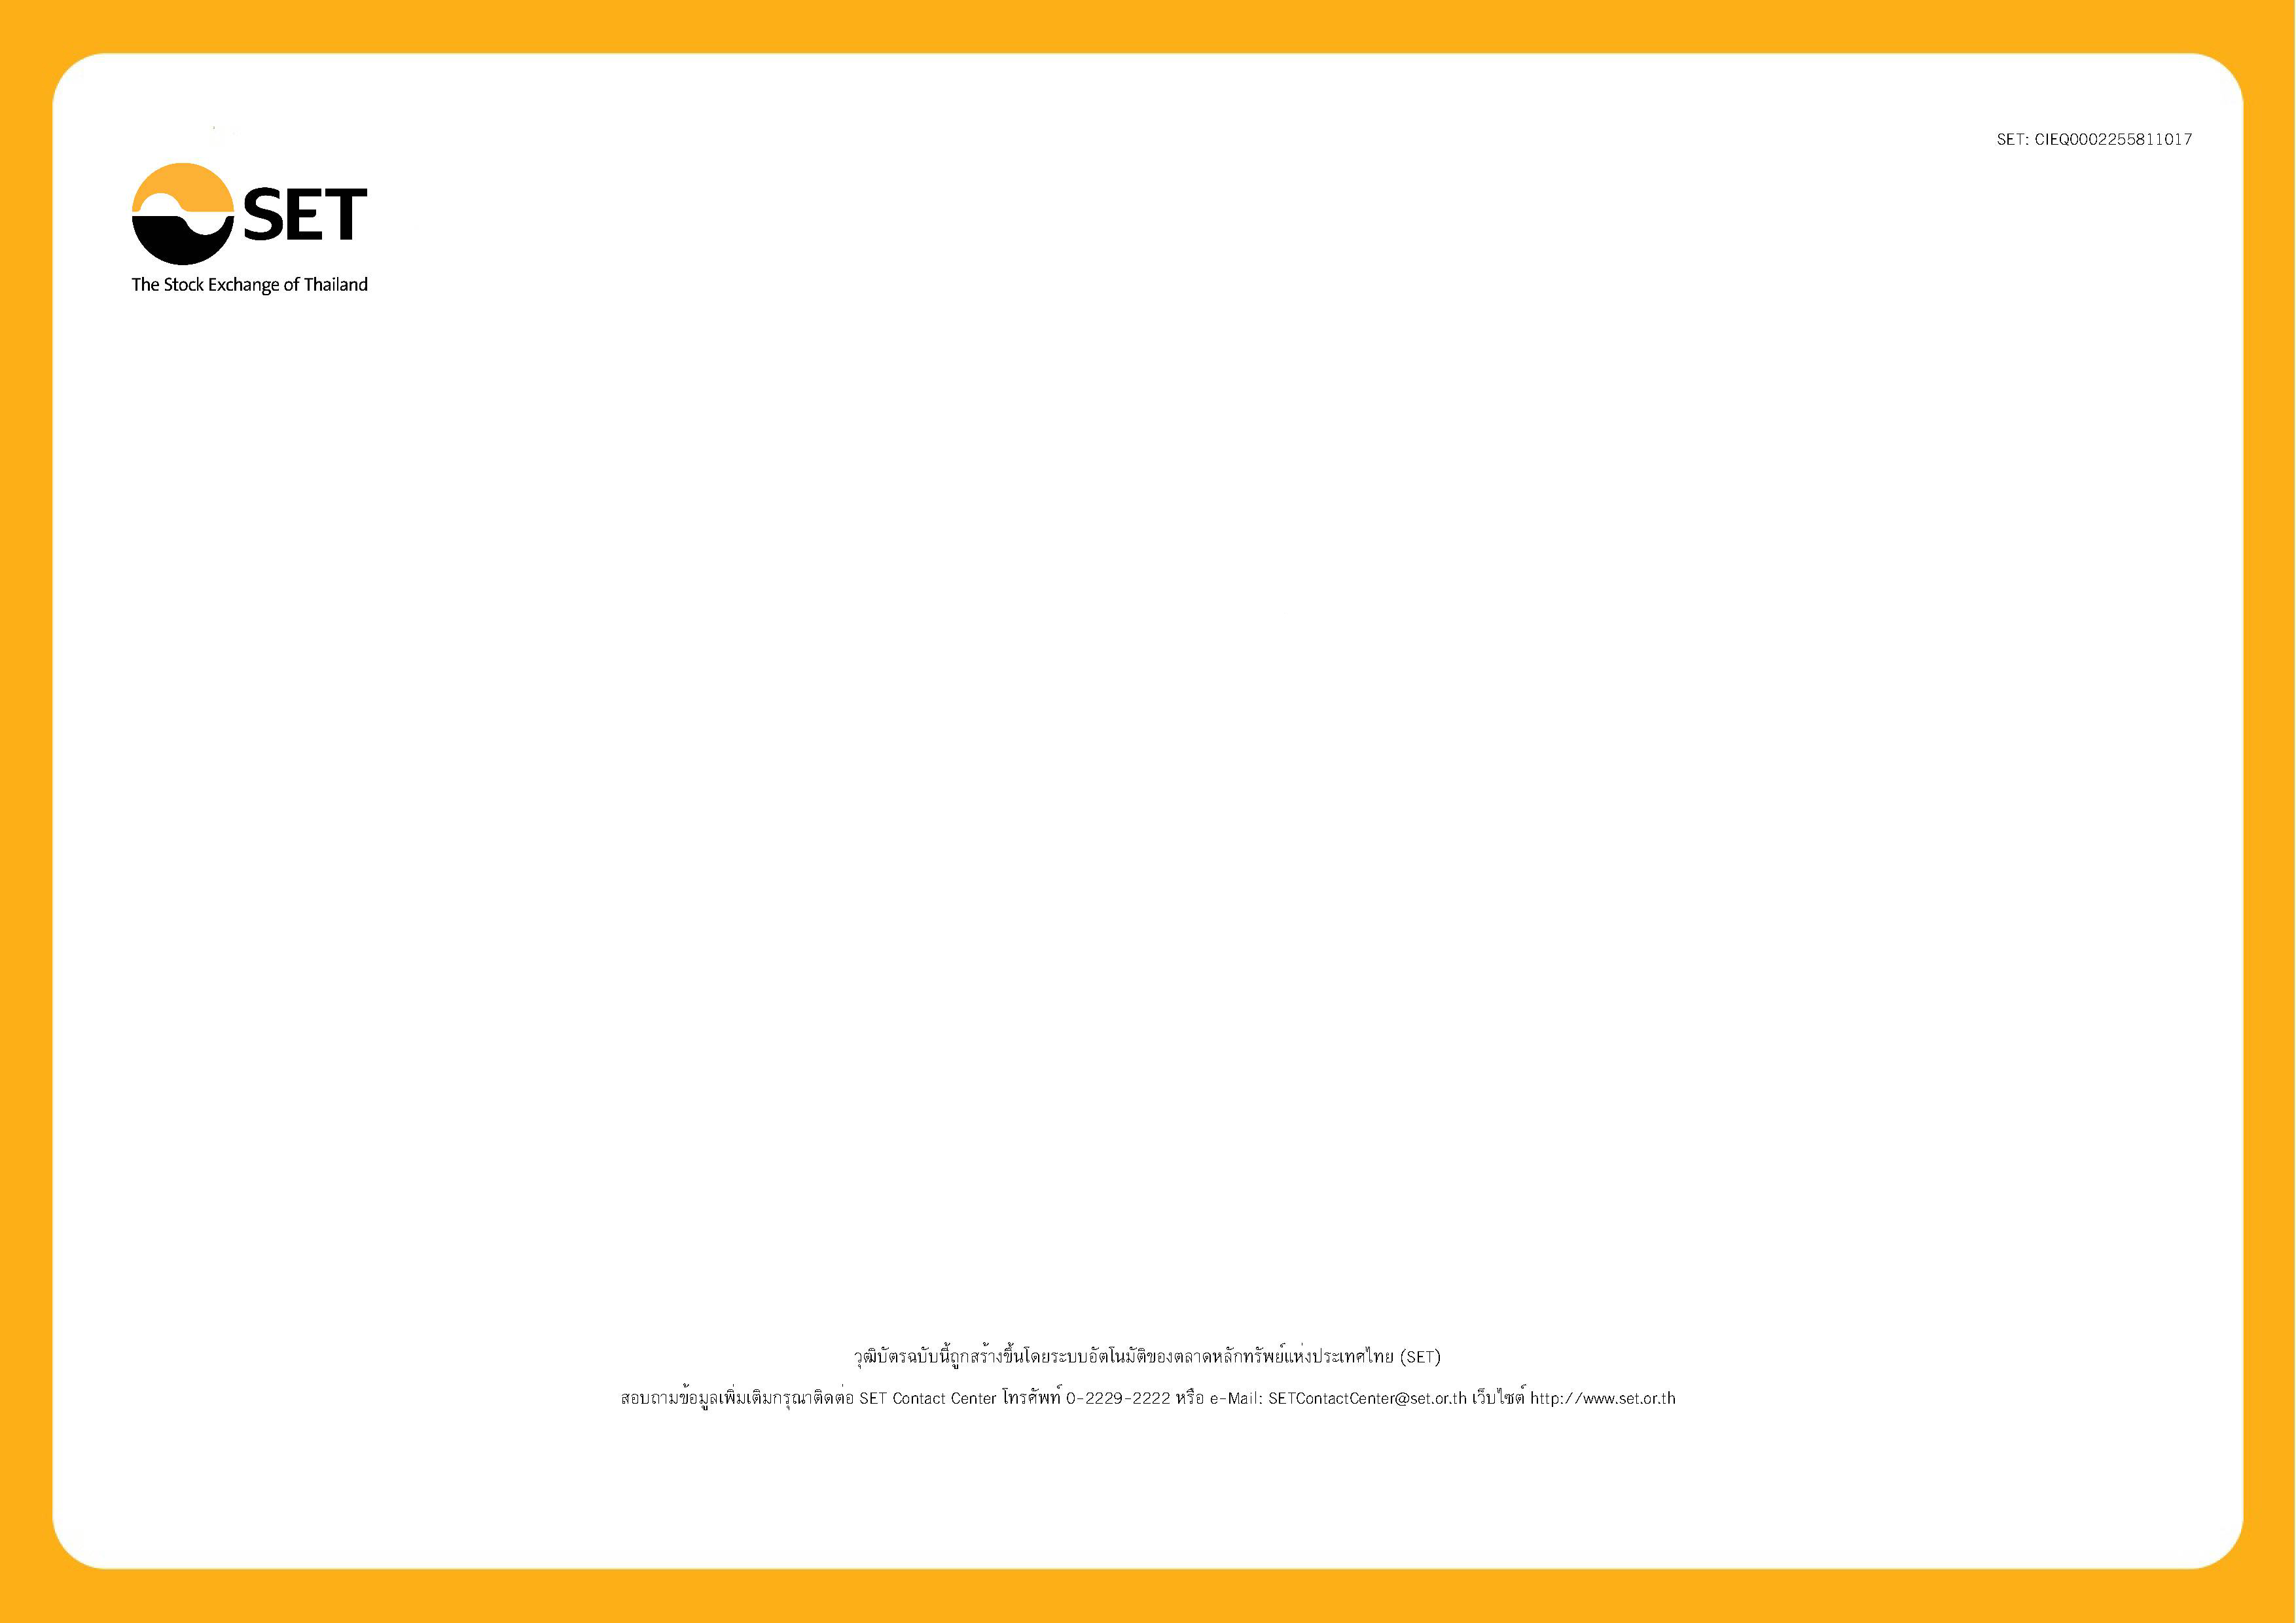 SET: CIEQ0002255811017
SET
The Stock Exchange of Thailand
วุฒิบัตรฉบับนี้ถูกสร้างขึ้นโดยระบบอัตโนมัติของตลาดหลักทรัพย์แห่งประเทศไทย (SET)
สอบถามข้อมูลเพิ่มเติมกรุณาติดต่อ SET Contact Center โทรศัพท์ 0-2229-2222 หรือ e-Mail: SETContactCenter@set.or.th เว็บไซต์ http://www.set.or.th